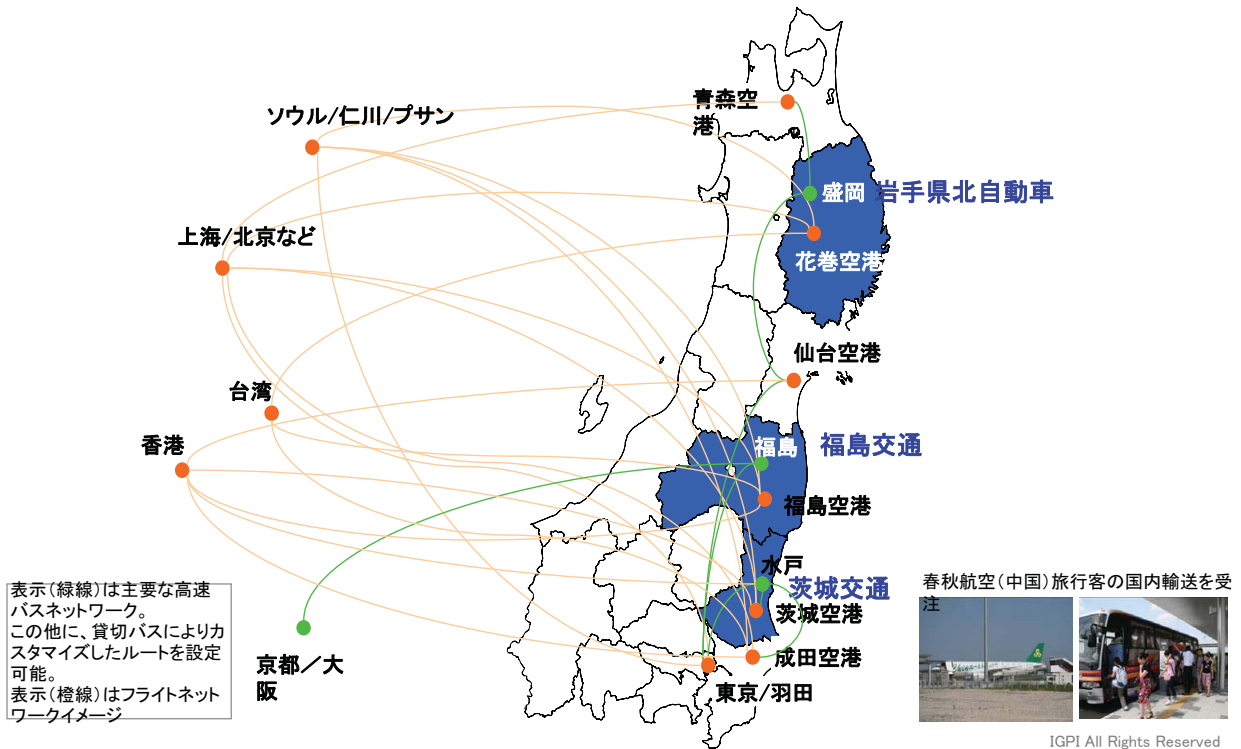 青森空
港
ソウル/仁川/プサン
盛岡
岩手県北自動車
上海/北京など
花巻空港
仙台空港
台湾
香港
福島
福島交通
福島空港
水戸
茨城交通
茨城空港
成田空港
東京/羽田
京都／大
阪
表示（緑線）は主要な高速
バスネットワーク。
この他に、貸切バスによりカ
スタマイズしたルートを設定
可能。
表示（橙線）はフライトネット
ワークイメージ
春秋航空（中国）旅行客の国内輸送を受
注
IGPI All Rights Reserved